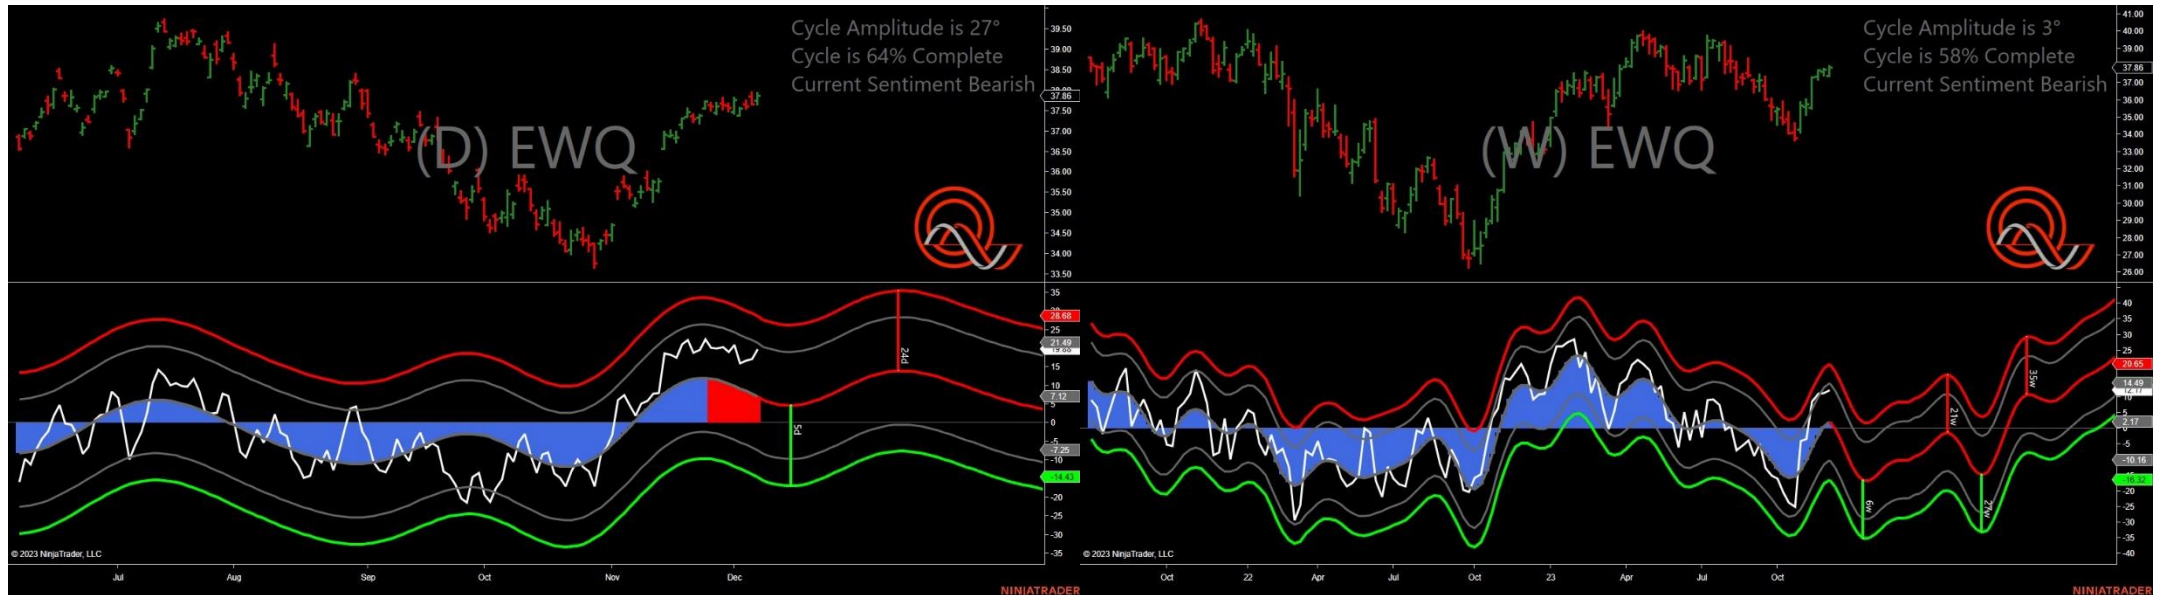 Cycle Amplitude is 27°
Cycle is 64% Complete
Current Sentiment Bearish
(D) EWQ
39.50
39.00
38.50
38.00
37.86
37.50
37.00
36.50
36.00
35.50
35.00
34.50
34.00
33.50
35
28.68
25
21.49
19.88
15
10
7.12
5
0
-5
-7.25
-10
-14.43
-20
-25
-30
-35
24d
5d
© 2023 NinjaTrader, LLC
Jul
Aug
Sep
Oct
Nov
Dec
NINJATRADER
Cycle Amplitude is 3°
Cycle is 58% Complete
Current Sentiment Bearish
(W) EWQ
41.00
40.00
39.00
37.86
37.00
36.00
35.00
34.00
33.00
32.00
31.00
30.00
29.00
28.00
27.00
26.00
40
35
30
25
20.65
14.49
12.17
10
5
2.17
-5
-10.16
-16.32
-20
-25
-30
-35
-40
6w
21w
27w
35w
© 2023 NinjaTrader, LLC
Oct
22
Apr
Jul
Oct
23
Apr
Jul
Oct
NINJATRADER